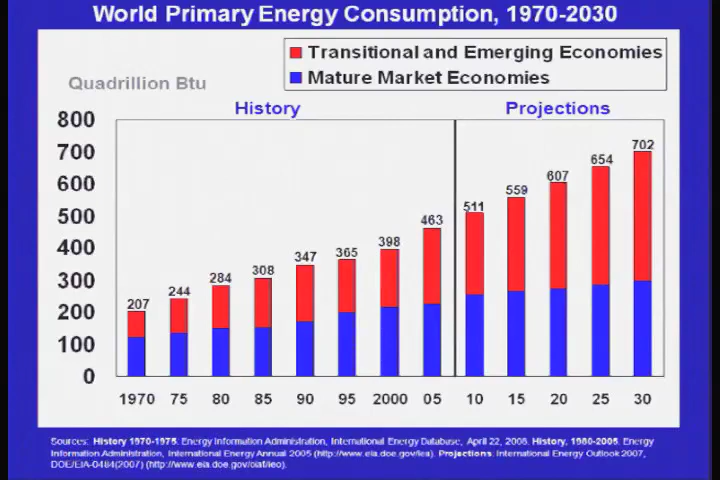 World Primary Energy Consumption, 1970-2030
Transitional and Emerging Economies
Mature Market Economies
Quadrillion Btu
History
Projections
800
700
600
500
400
300
200
100
0
207
244
284
308
347
365
398
463
511
559
607
654
702
1970 75 80 85 90 95 2000 05 10 15 20 25 30
Sources: History 1970-1975: Energy Information Administration, International Energy Database, April 22, 2008. History, 1980-2005: Energy
Information Administration, International Energy Annual 2005 (http://www.eia.doe.gov/iea). Projections: International Energy Outlook 2007,
DOE/EIA-0484(2007) (http://www.eia.doe.gov/oiaf/ieo).